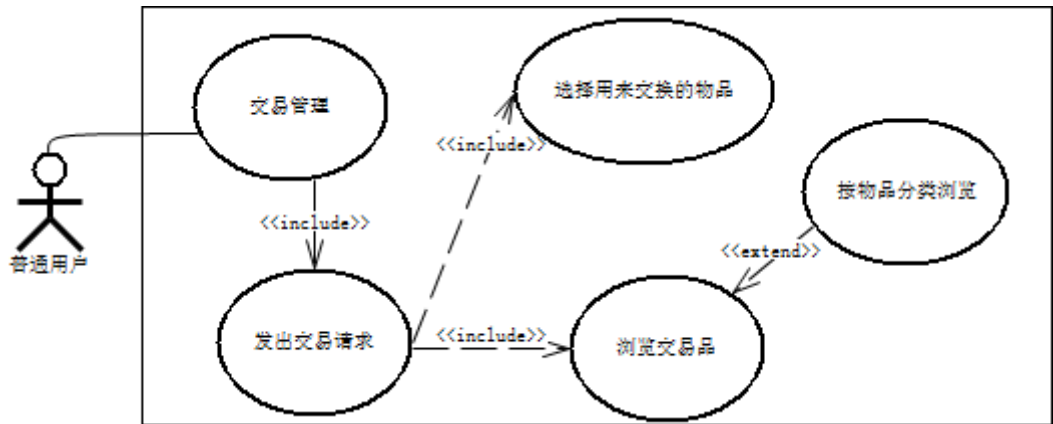 交易管理
选择用来交换的物品
<<include>>
按物品分类浏览
<<include>>
<<extend>>
普通用户
发出交易请求
<<include>>
浏览交易品